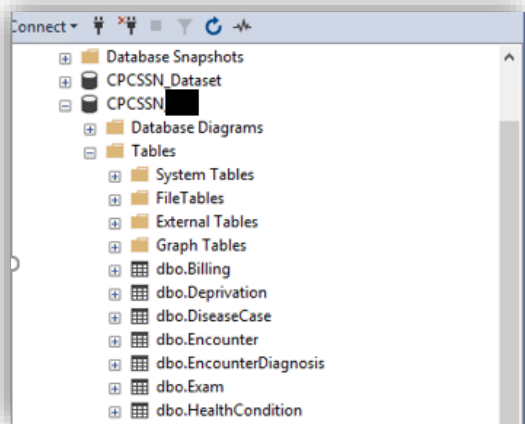 Connect
Database Snapshots
CPCSSN_Dataset
CPCSSN_
Database Diagrams
Tables
System Tables
FileTables
External Tables
Graph Tables
dbo.Billing
dbo.Deprivation
dbo.DiseaseCase
dbo.Encounter
dbo.EncounterDiagnosis
dbo.Exam
dbo.HealthCondition